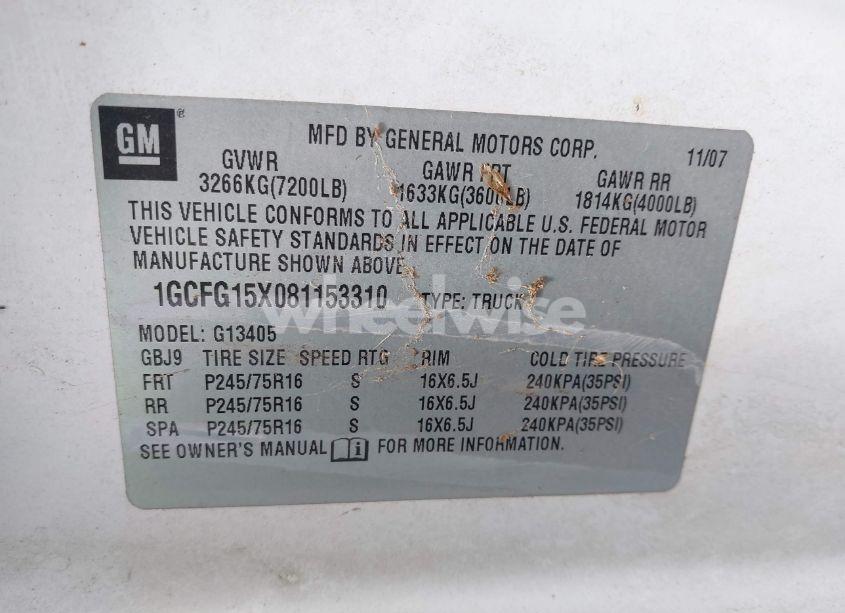 GM ®
MFD BY GENERAL MOTORS CORP. 11/07
GVWR GAWR FRT GAWR RR
3266KG(7200LB) 1633KG(3600LB) 1814KG(4000LB)
THIS VEHICLE CONFORMS TO ALL APPLICABLE U.S. FEDERAL MOTOR
VEHICLE SAFETY STANDARDS IN EFFECT ON THE DATE OF
MANUFACTURE SHOWN ABOVE
1GCFG15X081153310 TYPE: TRUCK
wheelwise
MODEL: G13405
GBJ9 TIRE SIZE SPEED RTG RIM COLD TIRE PRESSURE
FRT P245/75R16 S 16X6.5J 240KPA(35PSI)
RR P245/75R16 S 16X6.5J 240KPA(35PSI)
SPA P245/75R16 S 16X6.5J 240KPA(35PSI)
SEE OWNER'S MANUAL i FOR MORE INFORMATION.